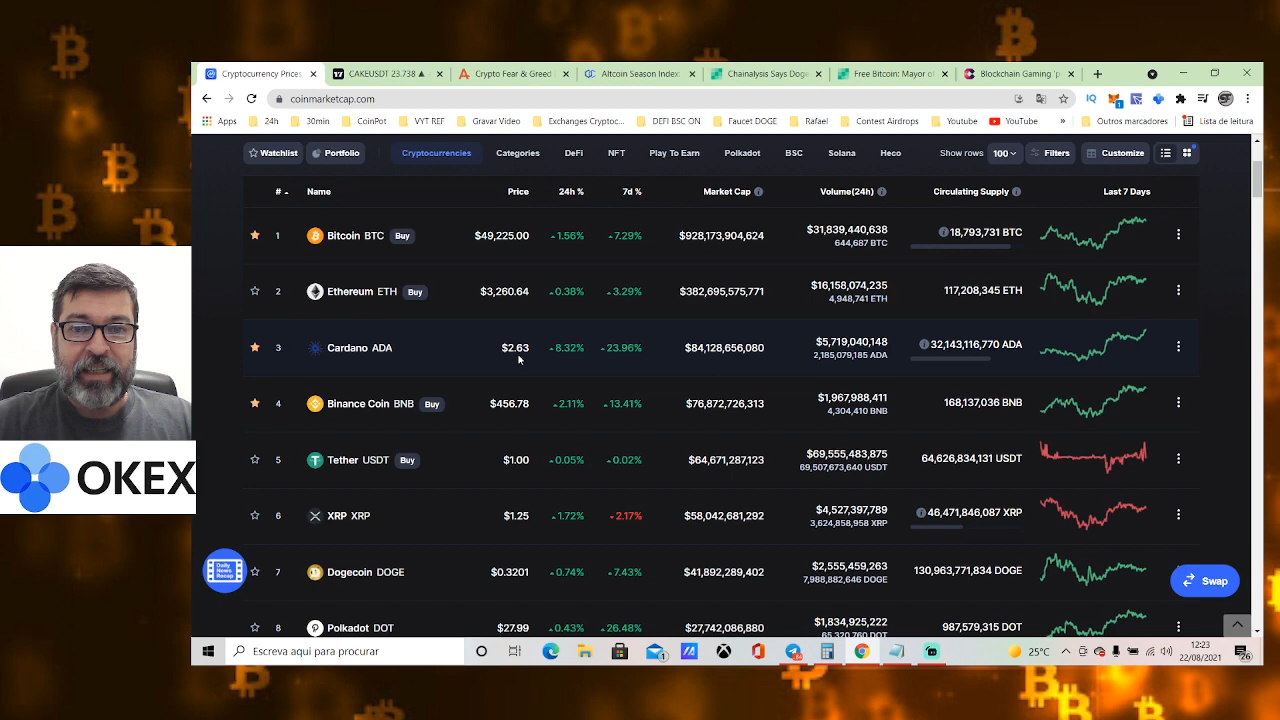 Cryptocurrency Prices
CAKEUSDT 23.738 ▲
Crypto Fear & Greed
Altcoin Season Index:
Chainalysis Says Doge
Free Bitcoin: Mayor of
Blockchain Gaming 'p
coinmarketcap.com
IQ
Apps 24h 30min CoinPot VYT REF Gravar Video Exchanges Cryptoc... DEFI BSC ON Faucet DOGE Rafael Contest Airdrops Youtube YouTube » Outros marcadores Lista de leitura
Watchlist Portfolio Cryptocurrencies Categories DeFi NFT Play To Earn Polkadot BSC Solana Heco Show rows 100 Filters Customize
# Name Price 24h % 7d % Market Cap Volume(24h) Circulating Supply Last 7 Days
1 Bitcoin BTC Buy $49,225.00 1.56% 7.29% $928,173,904,624 $31,839,440,638 18,793,731 BTC
644,687 BTC
2 Ethereum ETH Buy $3,260.64 0.38% 3.29% $382,695,575,771 $16,158,074,235 117,208,345 ETH
4,948,741 ETH
3 Cardano ADA $2.63 8.32% 23.96% $84,128,656,080 $5,719,040,148 32,143,116,770 ADA
2,185,079,185 ADA
4 Binance Coin BNB Buy $456.78 2.11% 13.41% $76,872,726,313 $1,967,988,411 168,137,036 BNB
4,304,410 BNB
5 Tether USDT Buy $1.00 0.05% 0.02% $64,671,287,123 $69,555,483,875 64,626,834,131 USDT
69,507,673,640 USDT
6 XRP XRP $1.25 1.72% 2.17% $58,042,681,292 $4,527,397,789 46,471,846,087 XRP
3,624,858,958 XRP
7 Dogecoin DOGE $0.3201 0.74% 7.43% $41,892,289,402 $2,555,459,263 130,963,771,834 DOGE
7,988,882,646 DOGE
8 Polkadot DOT $27.99 0.43% 26.48% $27,742,086,880 $1,834,925,222 987,579,315 DOT
65,320,760 DOT
Daily
News
Recap
Swap
OKEX
Escreva aqui para procurar
25°C
12:23
22/08/2021
26